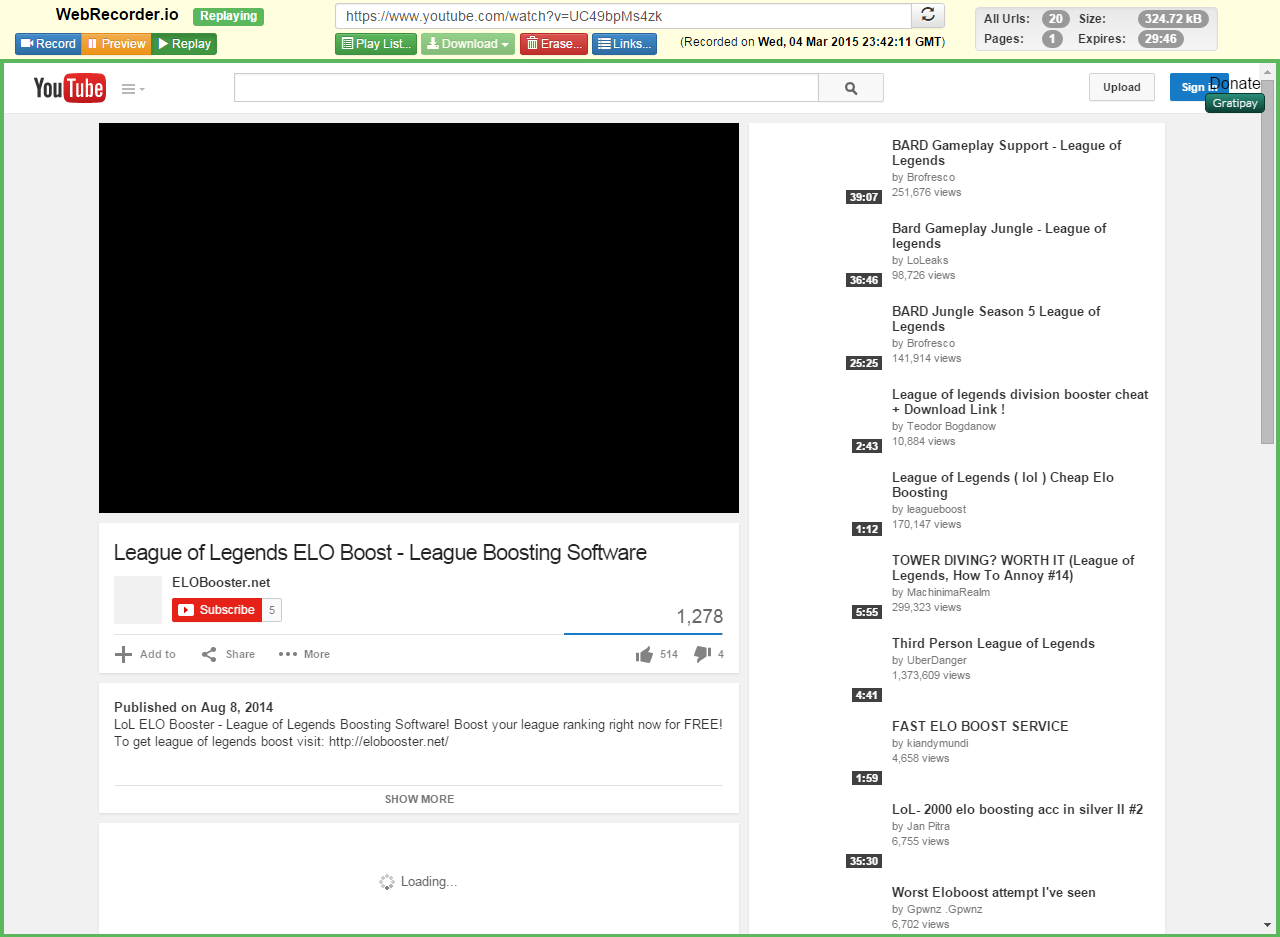 WebRecorder.io Replaying
Record Preview Replay
https://www.youtube.com/watch?v=UC49bpMs4zk
Play List... Download Erase... Links... (Recorded on Wed, 04 Mar 2015 23:42:11 GMT)
All Urls: 20 Size: 324.72 kB
Pages: 1 Expires: 29:46
YouTube
Upload
Sign in
Donate
Gratipay
League of Legends ELO Boost - League Boosting Software
ELOBooster.net
Subscribe 5
1,278
Add to Share More 514 4
Published on Aug 8, 2014
LoL ELO Booster - League of Legends Boosting Software! Boost your league ranking right now for FREE!
To get league of legends boost visit: http://elobooster.net/
SHOW MORE
Loading...
BARD Gameplay Support - League of
Legends
by Brofresco
251,676 views
39:07
Bard Gameplay Jungle - League of
legends
by LoLeaks
98,726 views
36:46
BARD Jungle Season 5 League of
Legends
by Brofresco
141,914 views
25:25
League of legends division booster cheat
+ Download Link !
by Teodor Bogdanow
10,884 views
2:43
League of Legends ( lol ) Cheap Elo
Boosting
by leagueboost
170,147 views
1:12
TOWER DIVING? WORTH IT (League of
Legends, How To Annoy #14)
by MachinimaRealm
299,323 views
5:55
Third Person League of Legends
by UberDanger
1,373,609 views
4:41
FAST ELO BOOST SERVICE
by kiandymundi
4,658 views
1:59
LoL- 2000 elo boosting acc in silver II #2
by Jan Pitra
6,755 views
35:30
Worst Eloboost attempt I've seen
by Gpwnz .Gpwnz
6,702 views